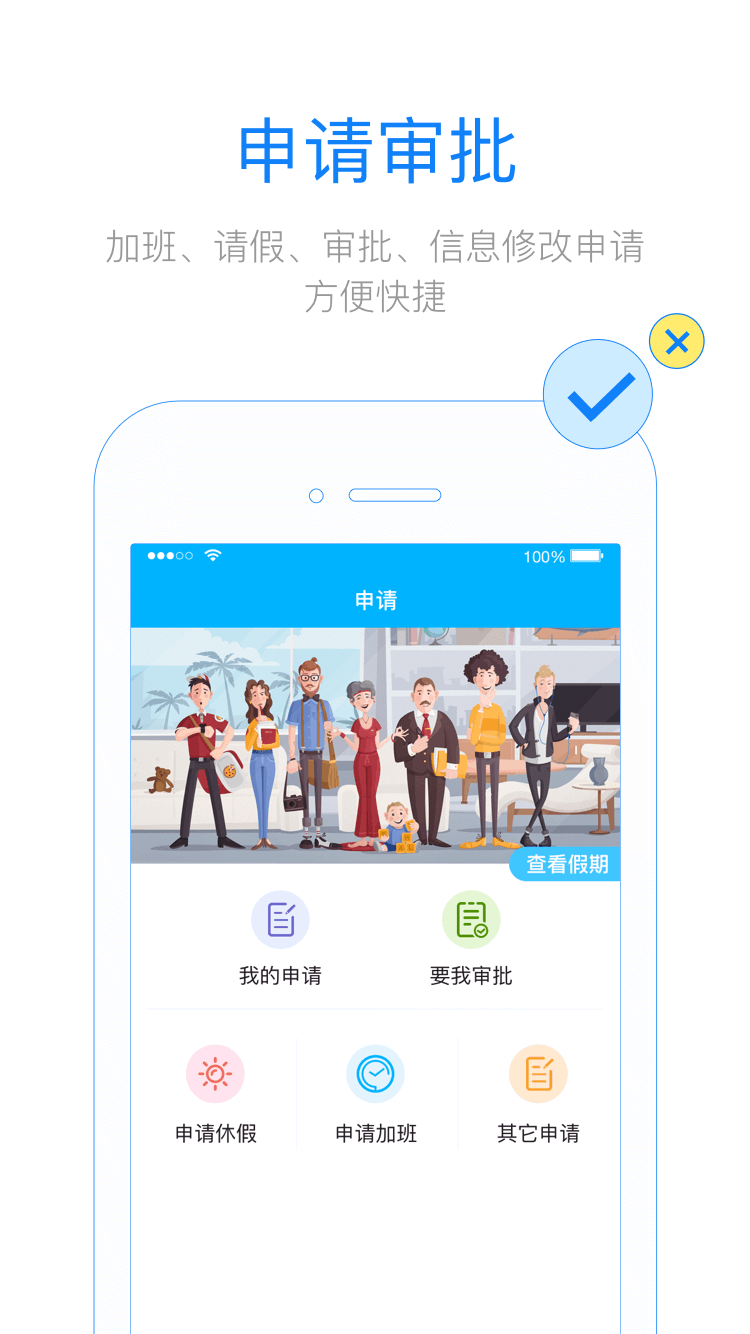 申请审批
加班、请假、审批、信息修改申请
方便快捷
100%
申请
查看假期
我的申请
要我审批
申请休假
申请加班
其它申请